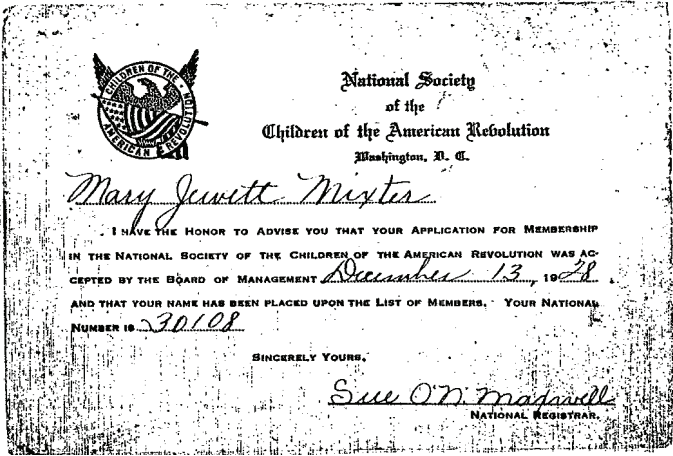 CHILDREN OF THE AMERICAN REVOLUTION
National Society
of the
Children of the American Revolution
Washington, D. C.
Mary Jewett Mixter
I HAVE THE HONOR TO ADVISE YOU THAT YOUR APPLICATION FOR MEMBERSHIP
IN THE NATIONAL SOCIETY OF THE CHILDREN OF THE AMERICAN REVOLUTION WAS AC-
CEPTED BY THE BOARD OF MANAGEMENT December 13, 1928.
AND THAT YOUR NAME HAS BEEN PLACED UPON THE LIST OF MEMBERS. YOUR NATIONAL
NUMBER IS 30108
SINCERELY YOURS,
Sue O'N.
NATIONAL REGISTRAR.